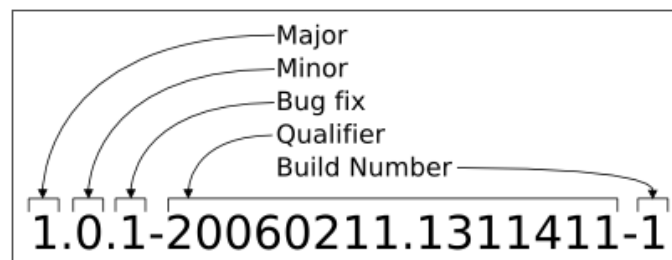 Major
Minor
Bug fix
Qualifier
Build Number
1.0.1-20060211.1311411-1